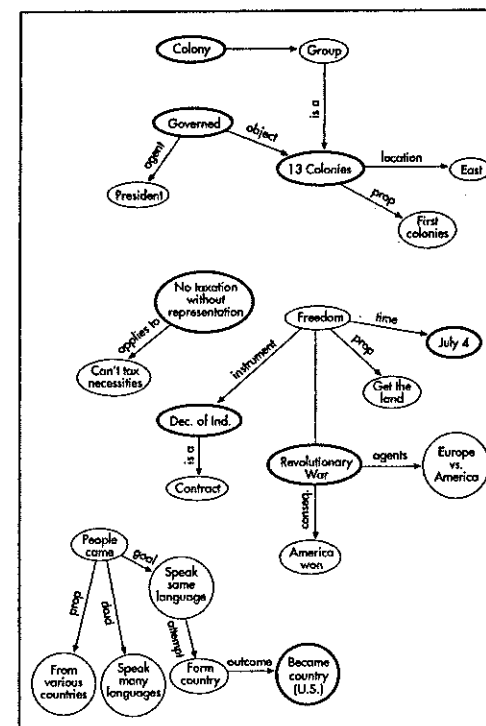 Colony
Group
is a
Governed
object
agent
13 Colonies
location
East
President
prop
First
colonies
No taxation
without
representation
Freedom
time
July 4
applies to
instrument
prop
Can't tax
necessities
Get the
land
Dec. of Ind.
is a
Revolutionary
War
agents
Europe
vs.
America
Contract
conseq.
America
won
People
came
goal
Speak
same
language
prop
prop
attempt
From
various
countries
Speak
many
languages
Form
country
outcome
Became
country
(U.S.)